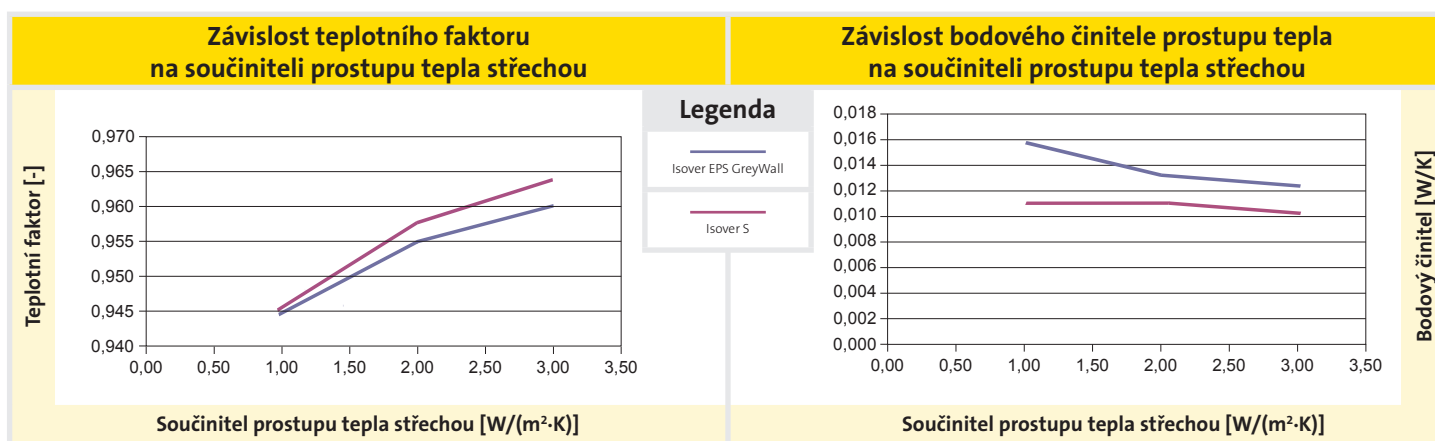 Závislost teplotního faktoru
na součiniteli prostupu tepla střechou
Závislost bodového činitele prostupu tepla
na součiniteli prostupu tepla střechou
Teplotní faktor [-]
0,970
0,965
0,960
0,955
0,950
0,945
0,940
0,00 0,50 1,00 1,50 2,00 2,50 3,00 3,50
Součinitel prostupu tepla střechou [W/(m²·K)]
Legenda
Isover EPS GreyWall
Isover S
0,018
0,016
0,014
0,012
0,010
0,008
0,006
0,004
0,002
0,000
0,00 0,50 1,00 1,50 2,00 2,50 3,00 3,50
Bodový činitel [W/K]
Součinitel prostupu tepla střechou [W/(m²·K)]